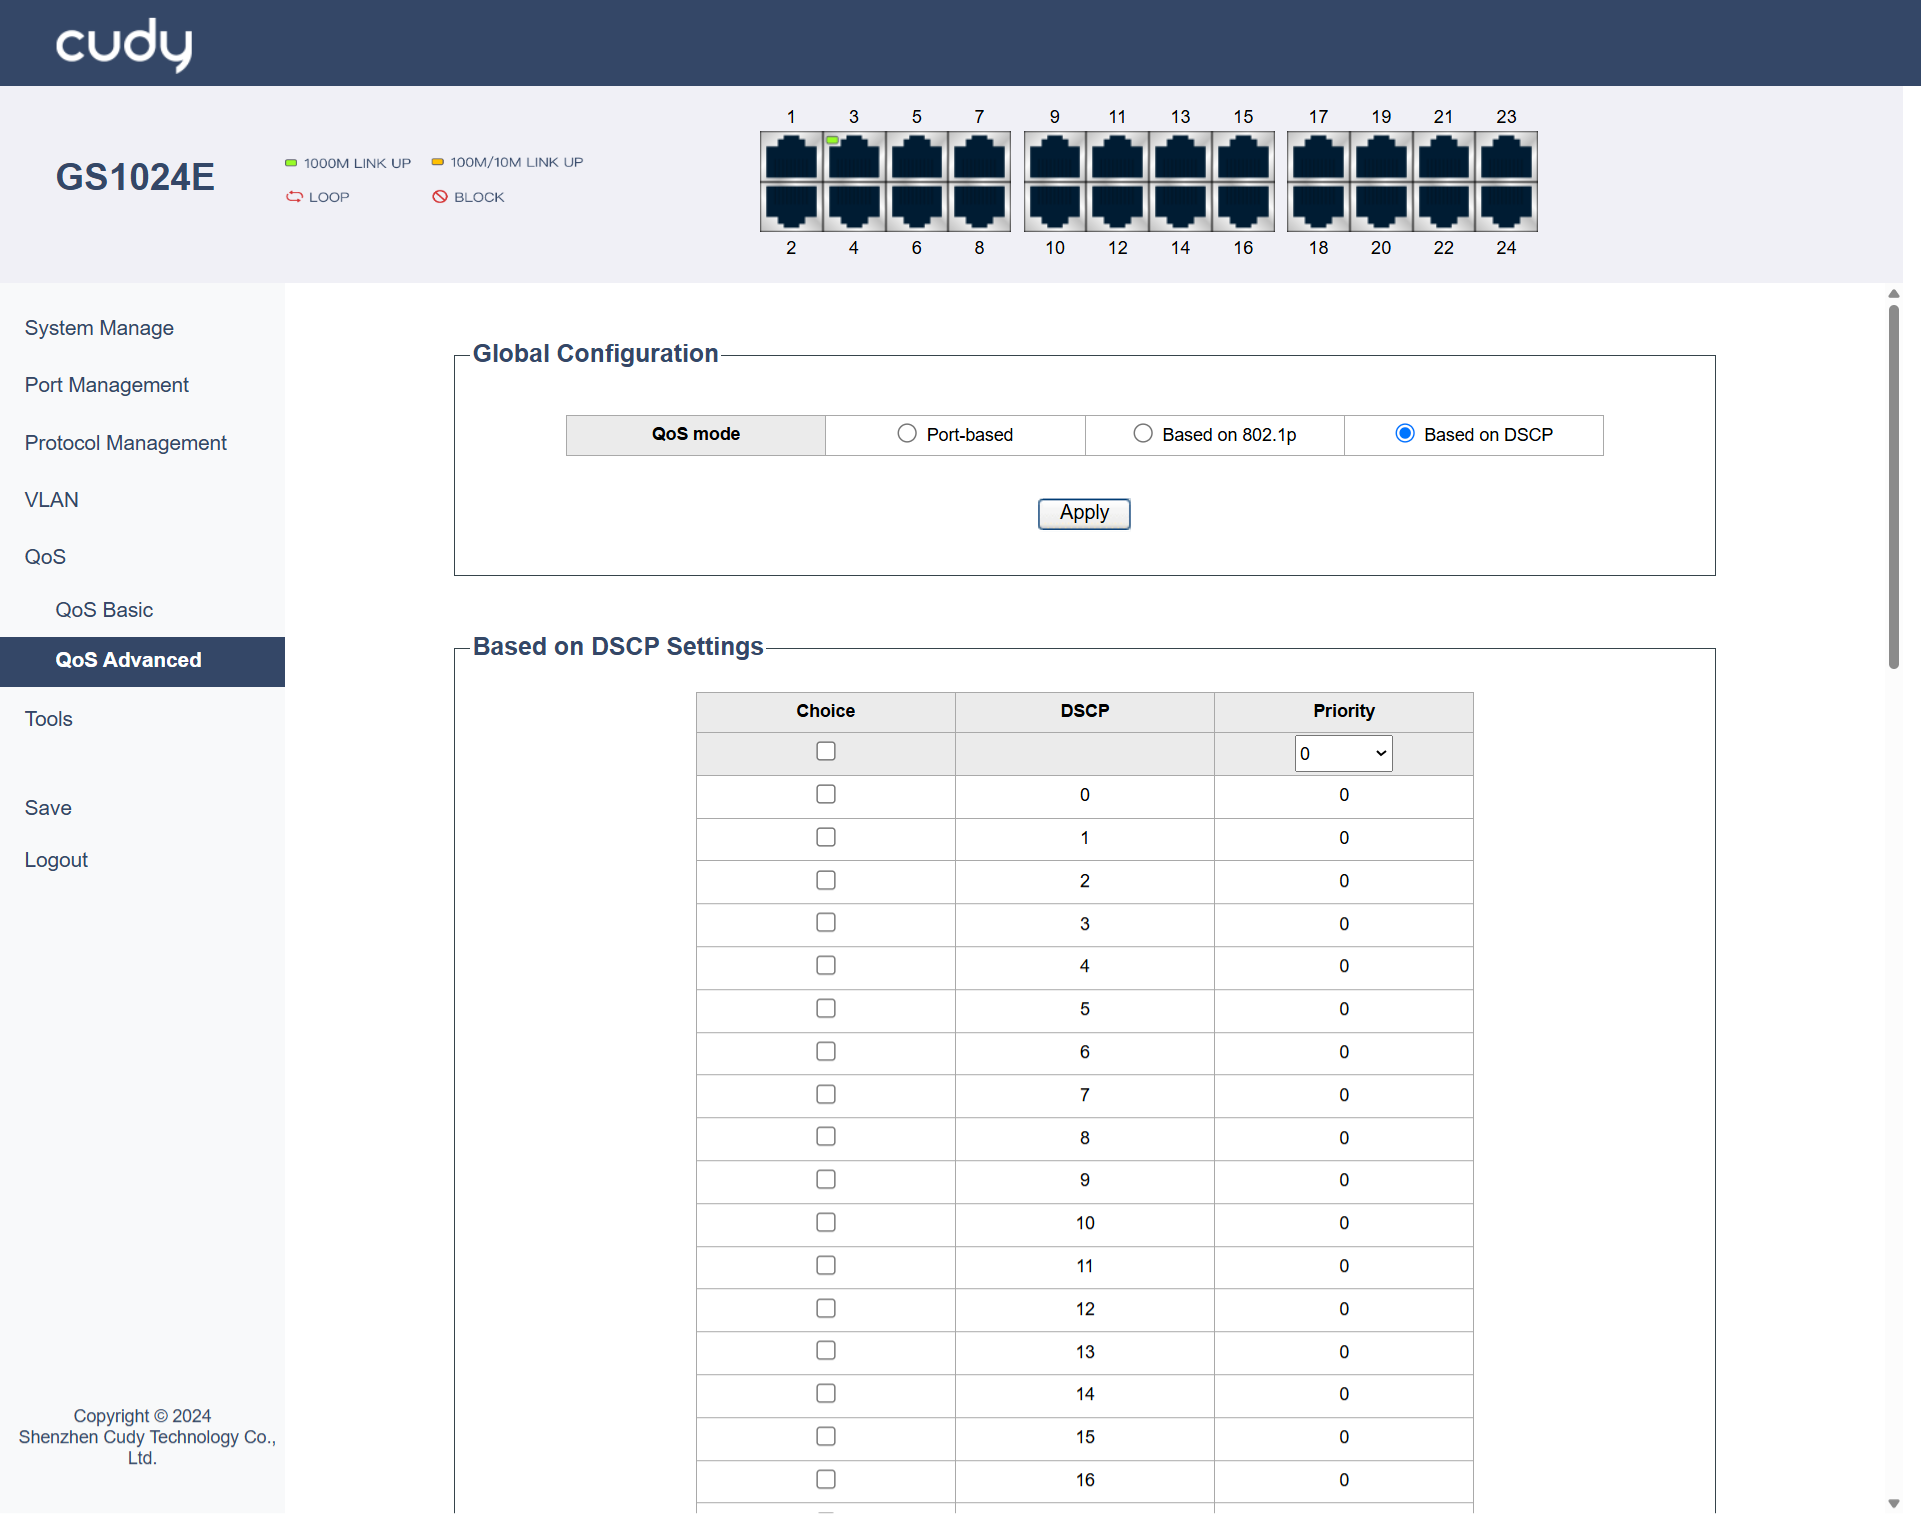 cudy
GS1024E
1000M LINK UP 100M/10M LINK UP
LOOP BLOCK
1 3 5 7 9 11 13 15 17 19 21 23
2 4 6 8 10 12 14 16 18 20 22 24
System Manage
Port Management
Protocol Management
VLAN
QoS
QoS Basic
QoS Advanced
Tools
Save
Logout
Copyright © 2024
Shenzhen Cudy Technology Co.,
Ltd.
Global Configuration
QoS mode Port-based Based on 802.1p Based on DSCP
Apply
Based on DSCP Settings
Choice DSCP Priority
0
0 0
1 0
2 0
3 0
4 0
5 0
6 0
7 0
8 0
9 0
10 0
11 0
12 0
13 0
14 0
15 0
16 0